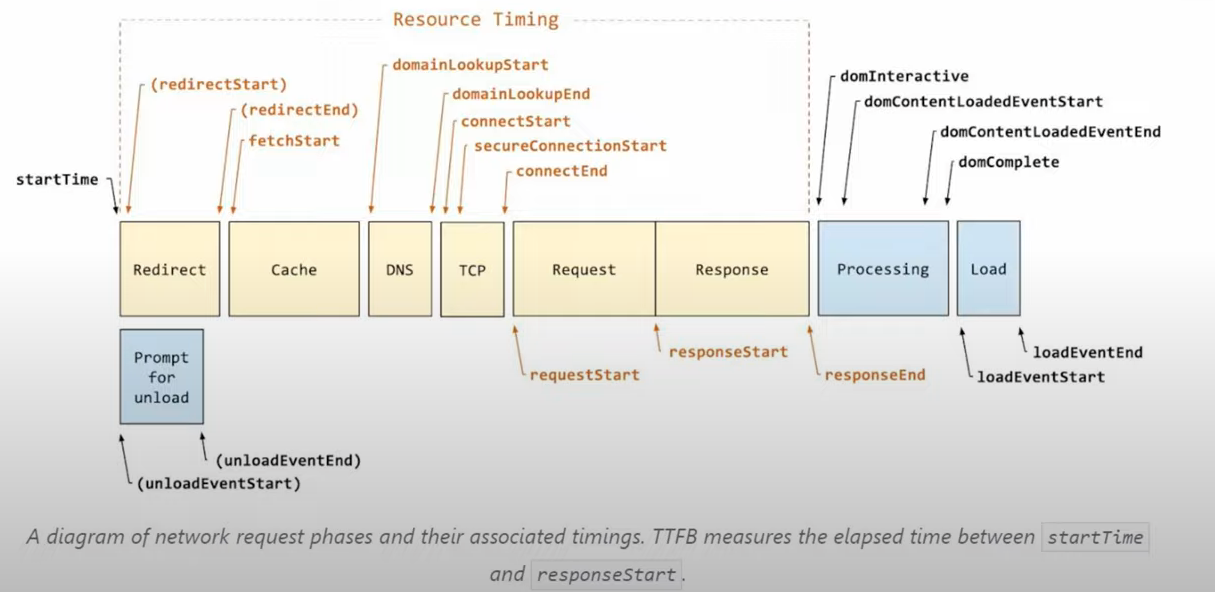 Resource Timing
domainLookupStart
(redirectStart)
domInteractive
domainLookupEnd
domContentLoadedEventStart
(redirectEnd)
connectStart
domContentLoadedEventEnd
fetchStart
secureConnectionStart
domComplete
connectEnd
startTime
Redirect
Cache
DNS
TCP
Request
Response
Processing
Load
Prompt
for
unload
responseStart
loadEventEnd
requestStart
responseEnd
loadEventStart
(unloadEventEnd)
(unloadEventStart)
A diagram of network request phases and their associated timings. TTFB measures the elapsed time between startTime
and responseStart.